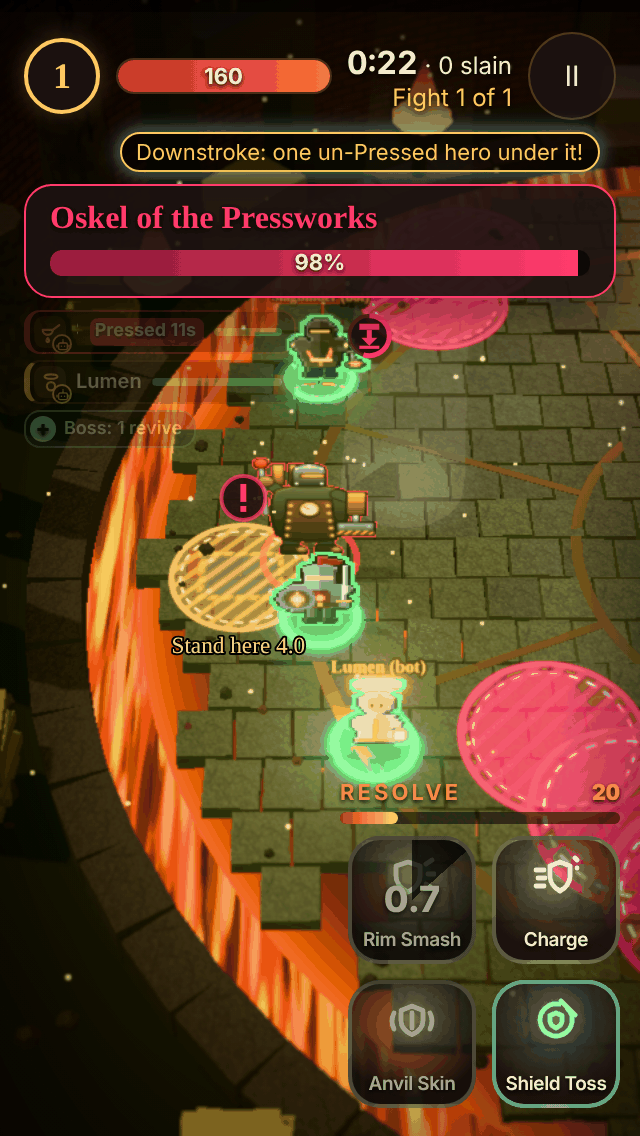 1
160
0:22 · 0 slain
Fight 1 of 1
Downstroke: one un-Pressed hero under it!
Oskel of the Pressworks
98%
Pressed 11s
Lumen
Boss: 1 revive
Stand here 4.0
Lumen (bot)
RESOLVE 20
0.7
Rim Smash
Charge
Anvil Skin
Shield Toss